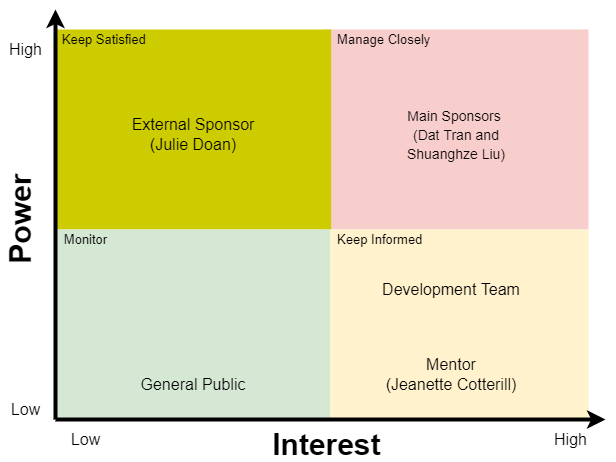 High
Keep Satisfied
Manage Closely
External Sponsor
(Julie Doan)
Main Sponsors
(Dat Tran and
Shuanghze Liu)
Power
Monitor
Keep Informed
Development Team
General Public
Mentor
(Jeanette Cotterill)
Low
Low
Interest
High